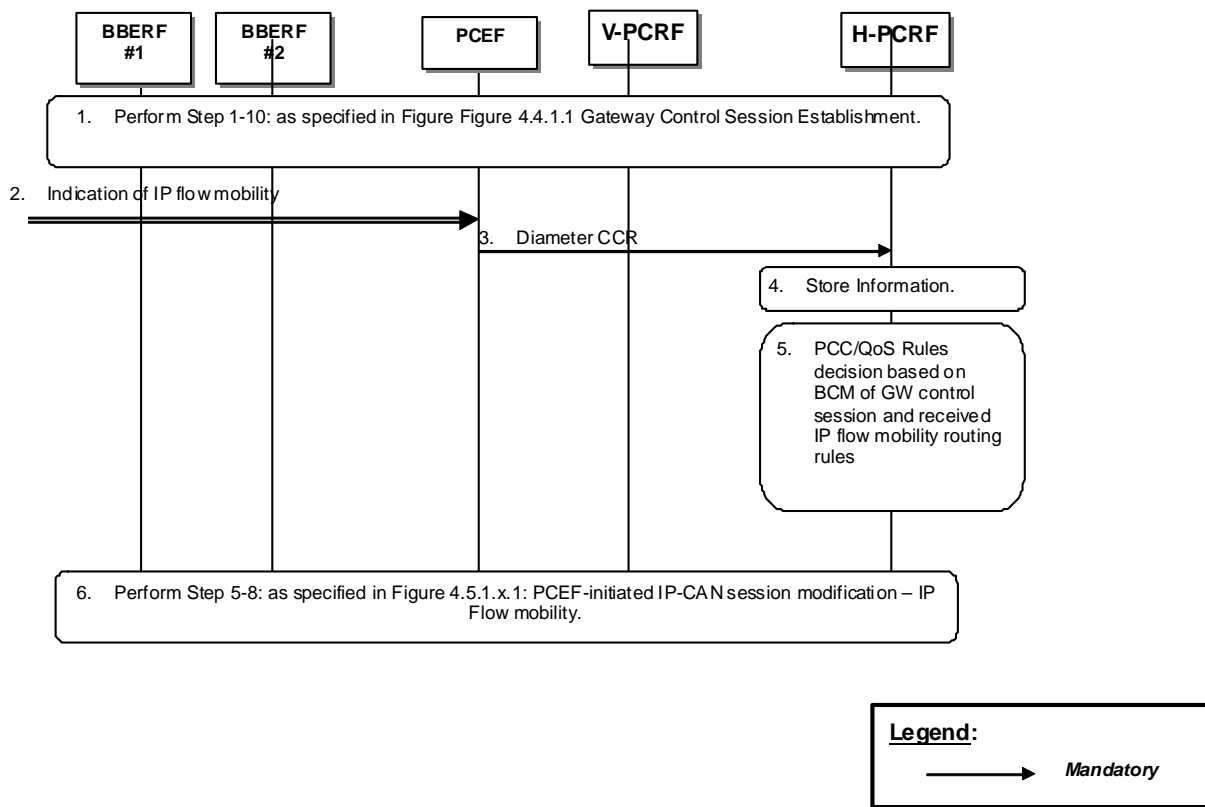 BBERF
#1
BBERF
#2
PCEF
V-PCRF
H-PCRF
1. Perform Step 1-10: as specified in Figure Figure 4.4.1.1 Gateway Control Session Establishment.
2. Indication of IP flow mobility
3. Diameter CCR
4. Store Information.
5. PCC/QoS Rules
decision based on
BCM of GW control
session and received
IP flow mobility routing
rules
6. Perform Step 5-8: as specified in Figure 4.5.1.x.1: PCEF-initiated IP-CAN session modification – IP
Flow mobility.
Legend:
Mandatory